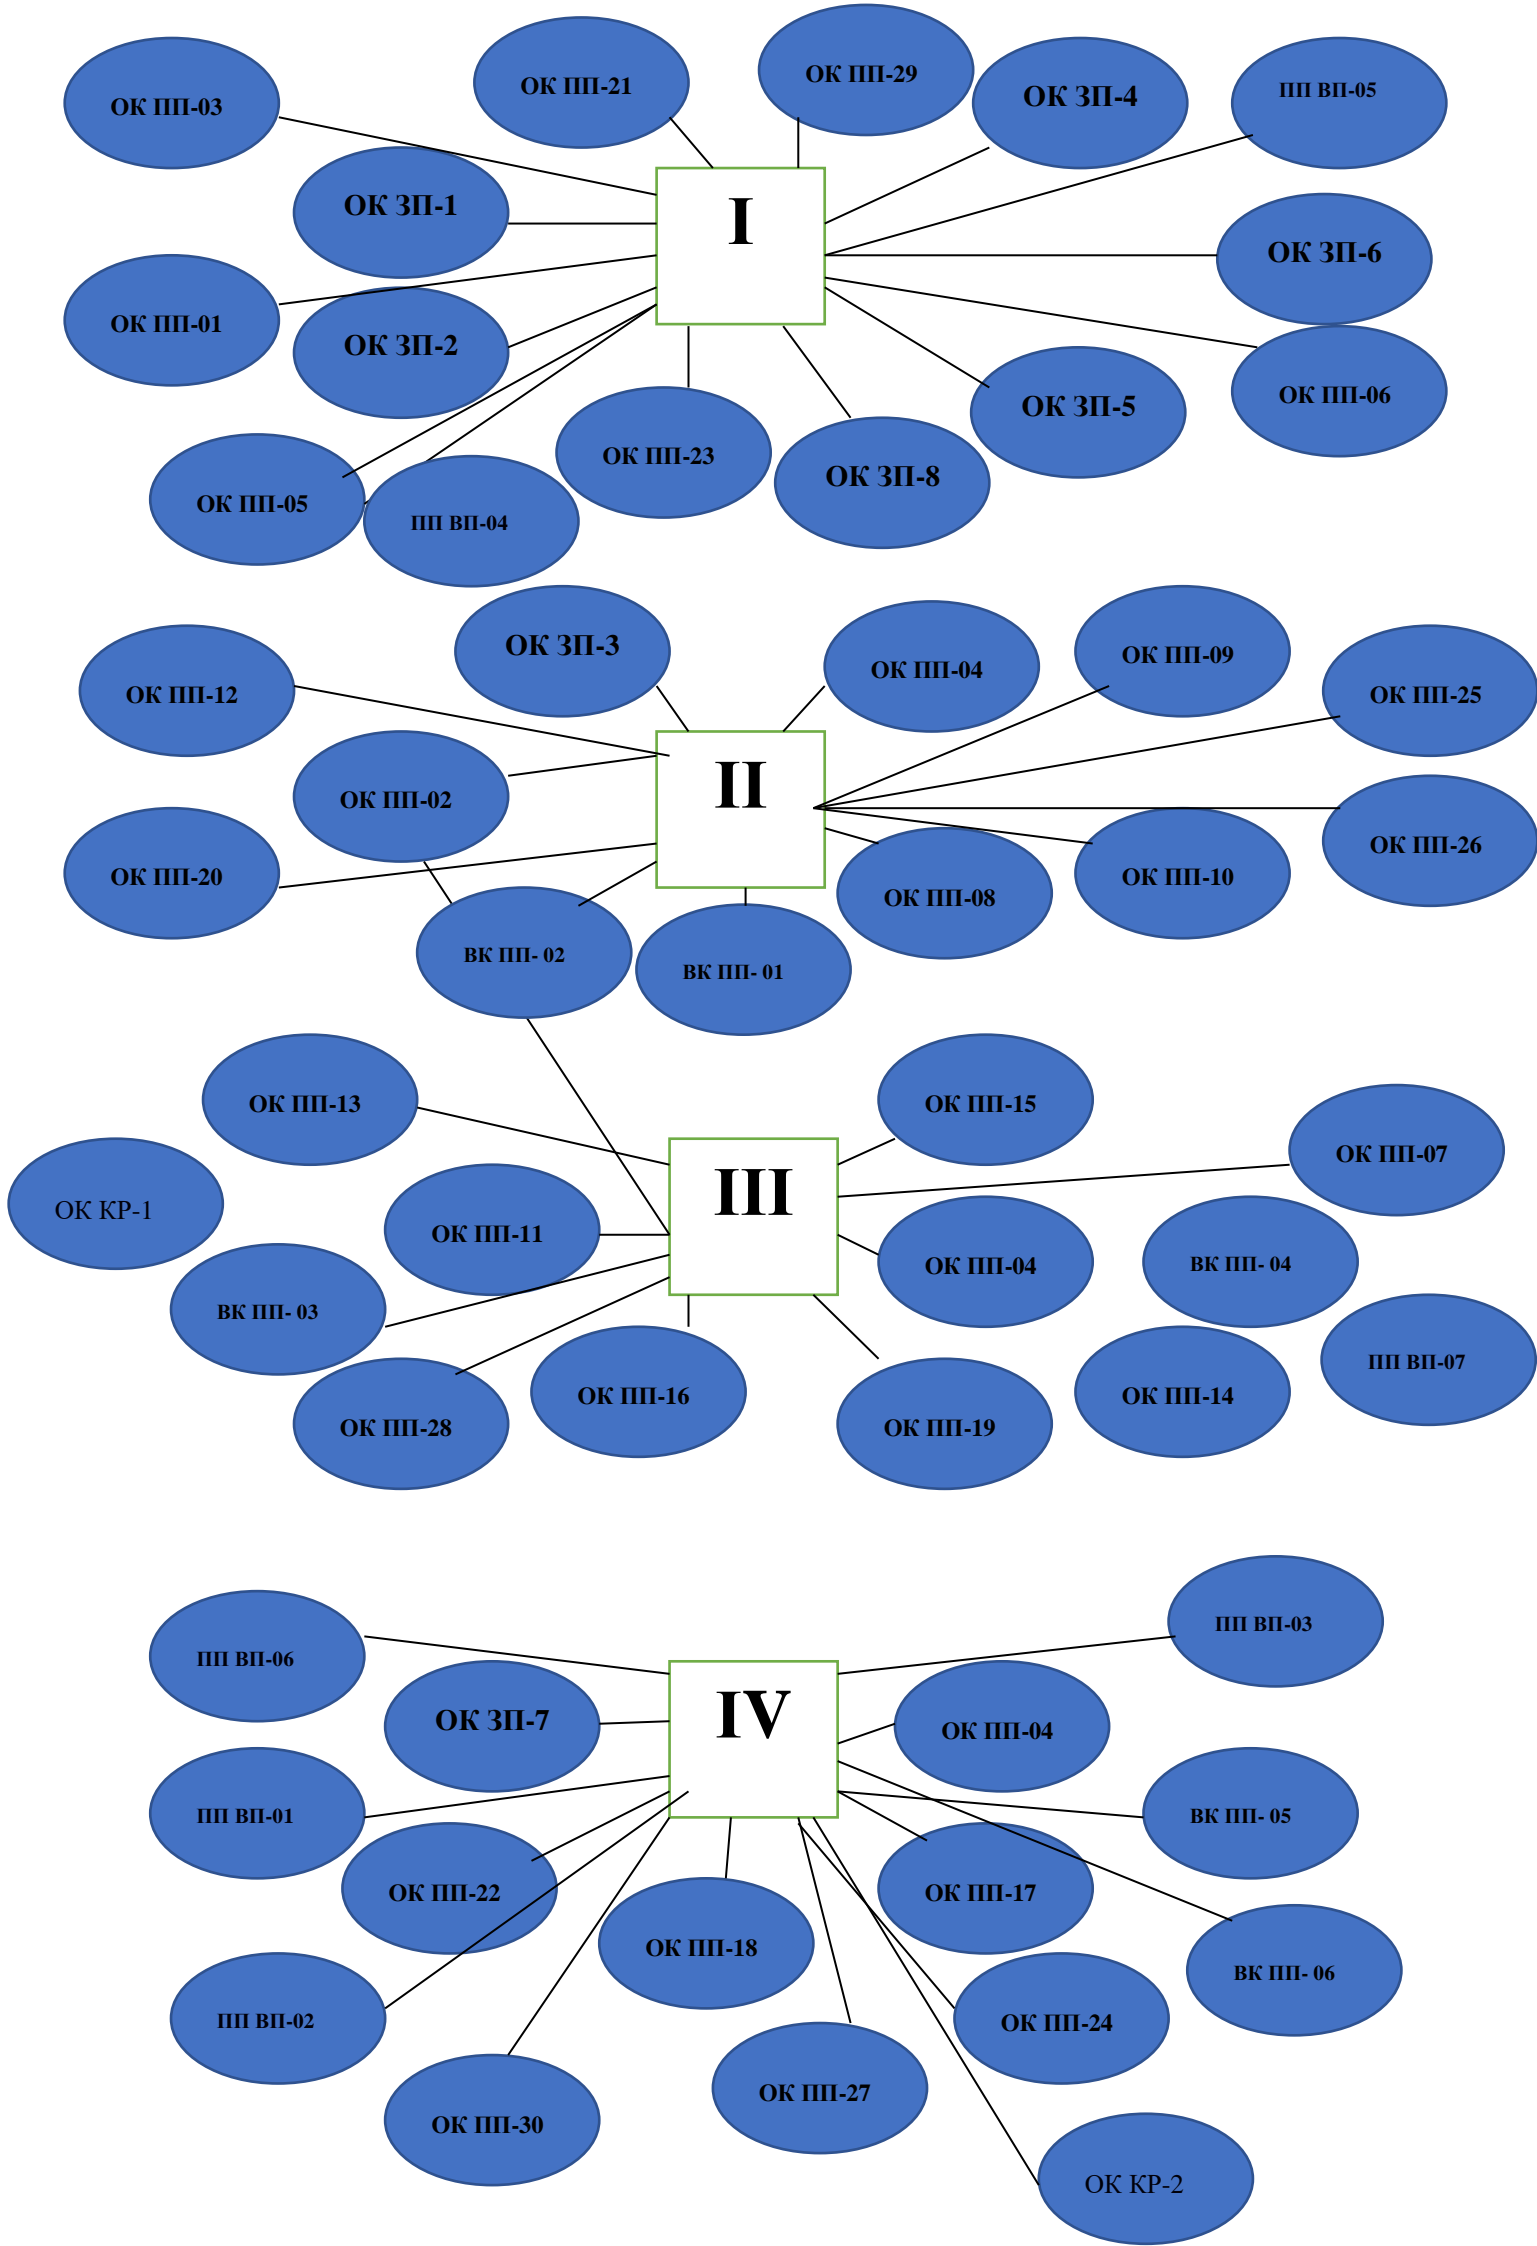 ОК ПП-03
ОК ПП-21
ОК ПП-29
ОК ЗП-4
ПП ВП-05
ОК ЗП-1
I
ОК ЗП-6
ОК ПП-01
ОК ЗП-2
ОК ПП-06
ОК ЗП-5
ОК ПП-23
ОК ЗП-8
ОК ПП-05
ПП ВП-04
ОК ПП-12
ОК ЗП-3
ОК ПП-04
ОК ПП-09
ОК ПП-25
ОК ПП-02
II
ОК ПП-20
ОК ПП-08
ОК ПП-10
ОК ПП-26
ВК ПП- 02
ВК ПП- 01
ОК ПП-13
ОК ПП-15
ОК ПП-07
ОК КР-1
III
ОК ПП-11
ОК ПП-04
ВК ПП- 04
ВК ПП- 03
ПП ВП-07
ОК ПП-28
ОК ПП-16
ОК ПП-19
ОК ПП-14
ПП ВП-06
ПП ВП-03
ОК ЗП-7
IV
ОК ПП-04
ПП ВП-01
ВК ПП- 05
ОК ПП-22
ОК ПП-17
ОК ПП-18
ВК ПП- 06
ПП ВП-02
ОК ПП-24
ОК ПП-30
ОК ПП-27
ОК КР-2